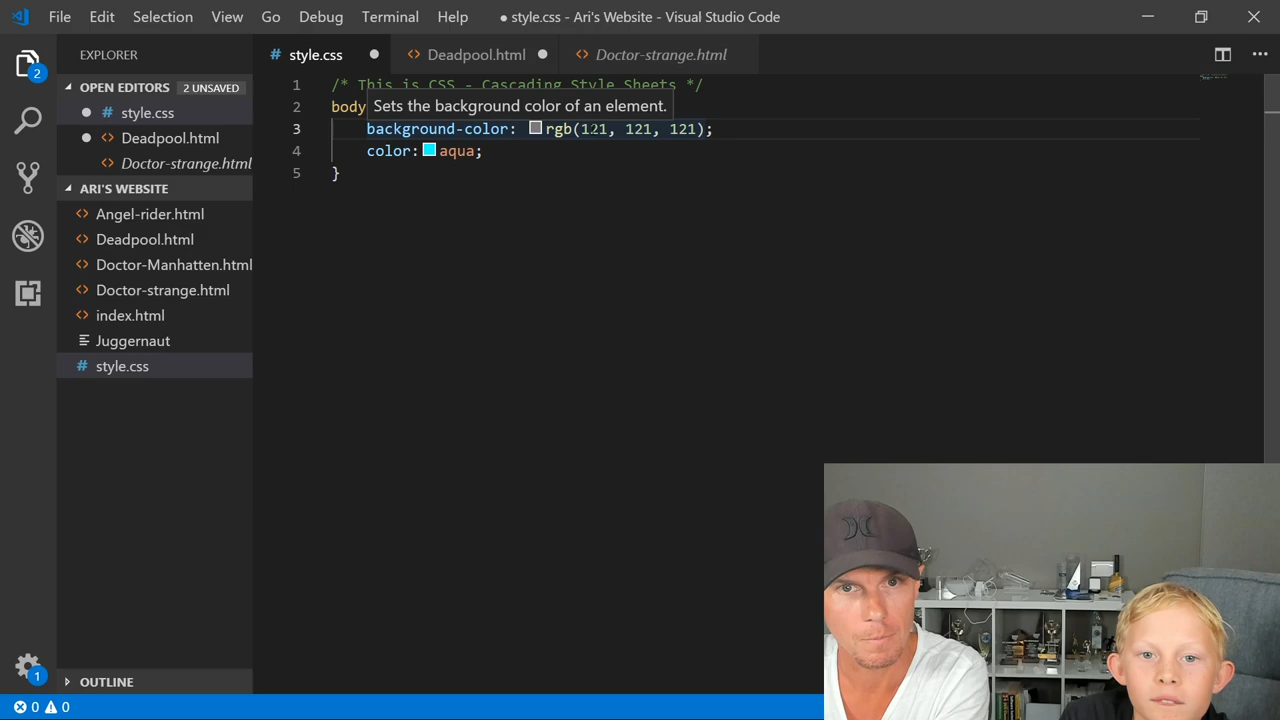 File Edit Selection View Go Debug Terminal Help ● style.css - Ari's Website - Visual Studio Code
EXPLORER
OPEN EDITORS 2 UNSAVED
style.css
Deadpool.html
Doctor-strange.html
ARI'S WEBSITE
Angel-rider.html
Deadpool.html
Doctor-Manhatten.html
Doctor-strange.html
index.html
Juggernaut
style.css
OUTLINE
2
1
style.css Deadpool.html Doctor-strange.html
1 /* This is CSS - Cascading Style Sheets */
Sets the background color of an element.
2 body
3 background-color: rgb(121, 121, 121);
4 color: aqua;
5 }
0 0